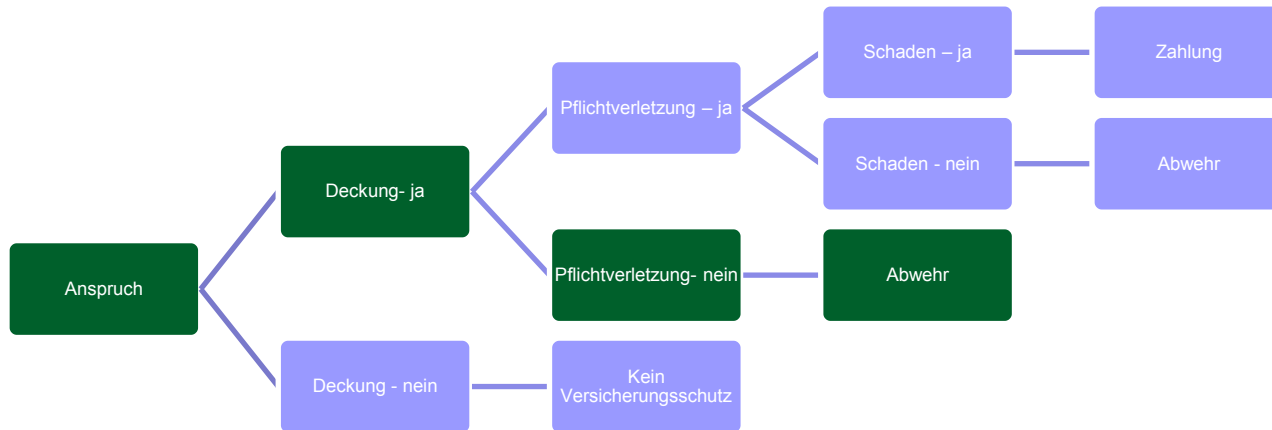 Schaden – ja
Zahlung
Pflichtverletzung – ja
Schaden - nein
Abwehr
Deckung- ja
Pflichtverletzung- nein
Abwehr
Anspruch
Deckung - nein
Kein
Versicherungsschutz